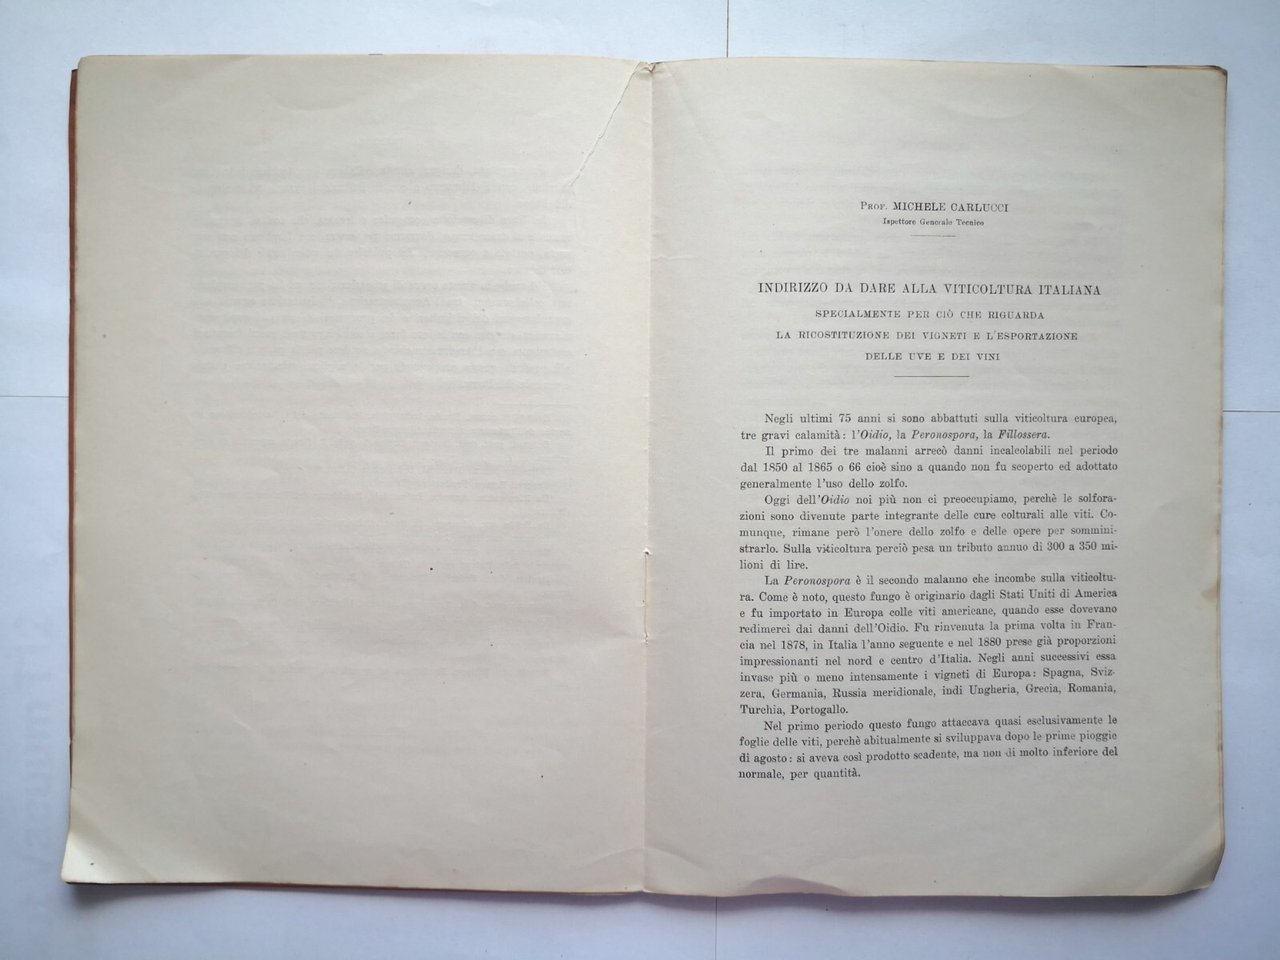 Prof. MICHELE CARLUCCI
Ispettore Generale Tecnico
INDIRIZZO DA DARE ALLA VITICOLTURA ITALIANA
SPECIALMENTE PER CIÒ CHE RIGUARDA
LA RICOSTITUZIONE DEI VIGNETI E L'ESPORTAZIONE
DELLE UVE E DEI VINI
Negli ultimi 75 anni si sono abbattuti sulla viticoltura europea,
tre gravi calamità: l'Oidio, la Peronospora, la Fillossera.
Il primo dei tre malanni arrecò danni incalcolabili nel periodo
dal 1850 al 1865 o 66 cioè sino a quando non fu scoperto ed adottato
generalmente l'uso dello zolfo.
Oggi dell'Oidio noi più non ci preoccupiamo, perchè le solfora-
zioni sono divenute parte integrante delle cure colturali alle viti. Co-
munque, rimane però l'onere dello zolfo e delle opere per sommini-
strarlo. Sulla viticoltura perciò pesa un tributo annuo di 300 a 350 mi-
lioni di lire.
La Peronospora è il secondo malanno che incombe sulla viticoltu-
ra. Come è noto, questo fungo è originario dagli Stati Uniti di America
e fu importato in Europa colle viti americane, quando esse dovevano
redimerci dai danni dell'Oidio. Fu rinvenuta la prima volta in Fran-
cia nel 1878, in Italia l'anno seguente e nel 1880 prese già proporzioni
impressionanti nel nord e centro d'Italia. Negli anni successivi essa
invase più o meno intensamente i vigneti di Europa: Spagna, Sviz-
zera, Germania, Russia meridionale, indi Ungheria, Grecia, Romania,
Turchia, Portogallo.
Nel primo periodo questo fungo attaccava quasi esclusivamente le
foglie delle viti, perchè abitualmente si sviluppava dopo le prime pioggie
di agosto: si aveva così prodotto scadente, ma non di molto inferiore del
normale, per quantità.